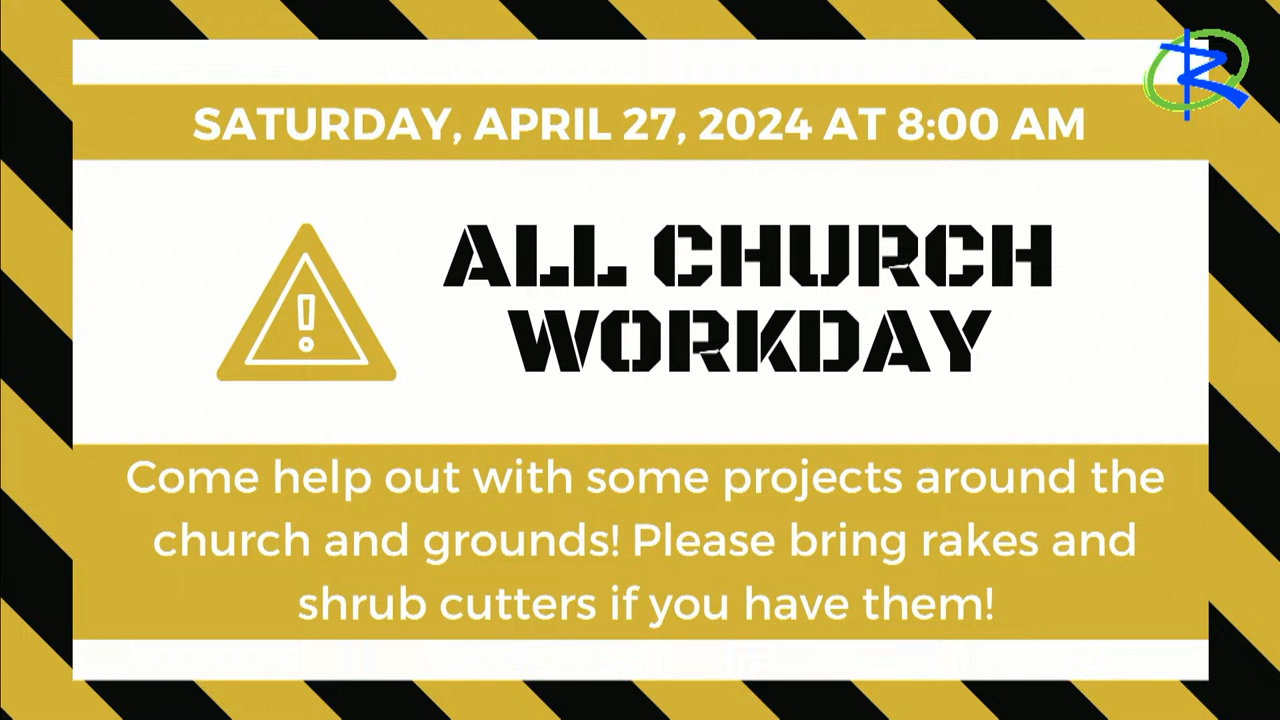 SATURDAY, APRIL 27, 2024 AT 8:00 AM
ALL CHURCH
WORKDAY
Come help out with some projects around the
church and grounds! Please bring rakes and
shrub cutters if you have them!